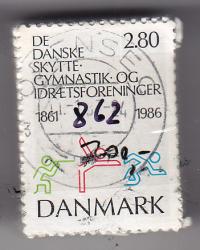 DE 2.80
DANSKE
SKYTTE-
GYMNASTIK- OG
IDRÆTSFORENINGER
1861 862 1986
DANMARK